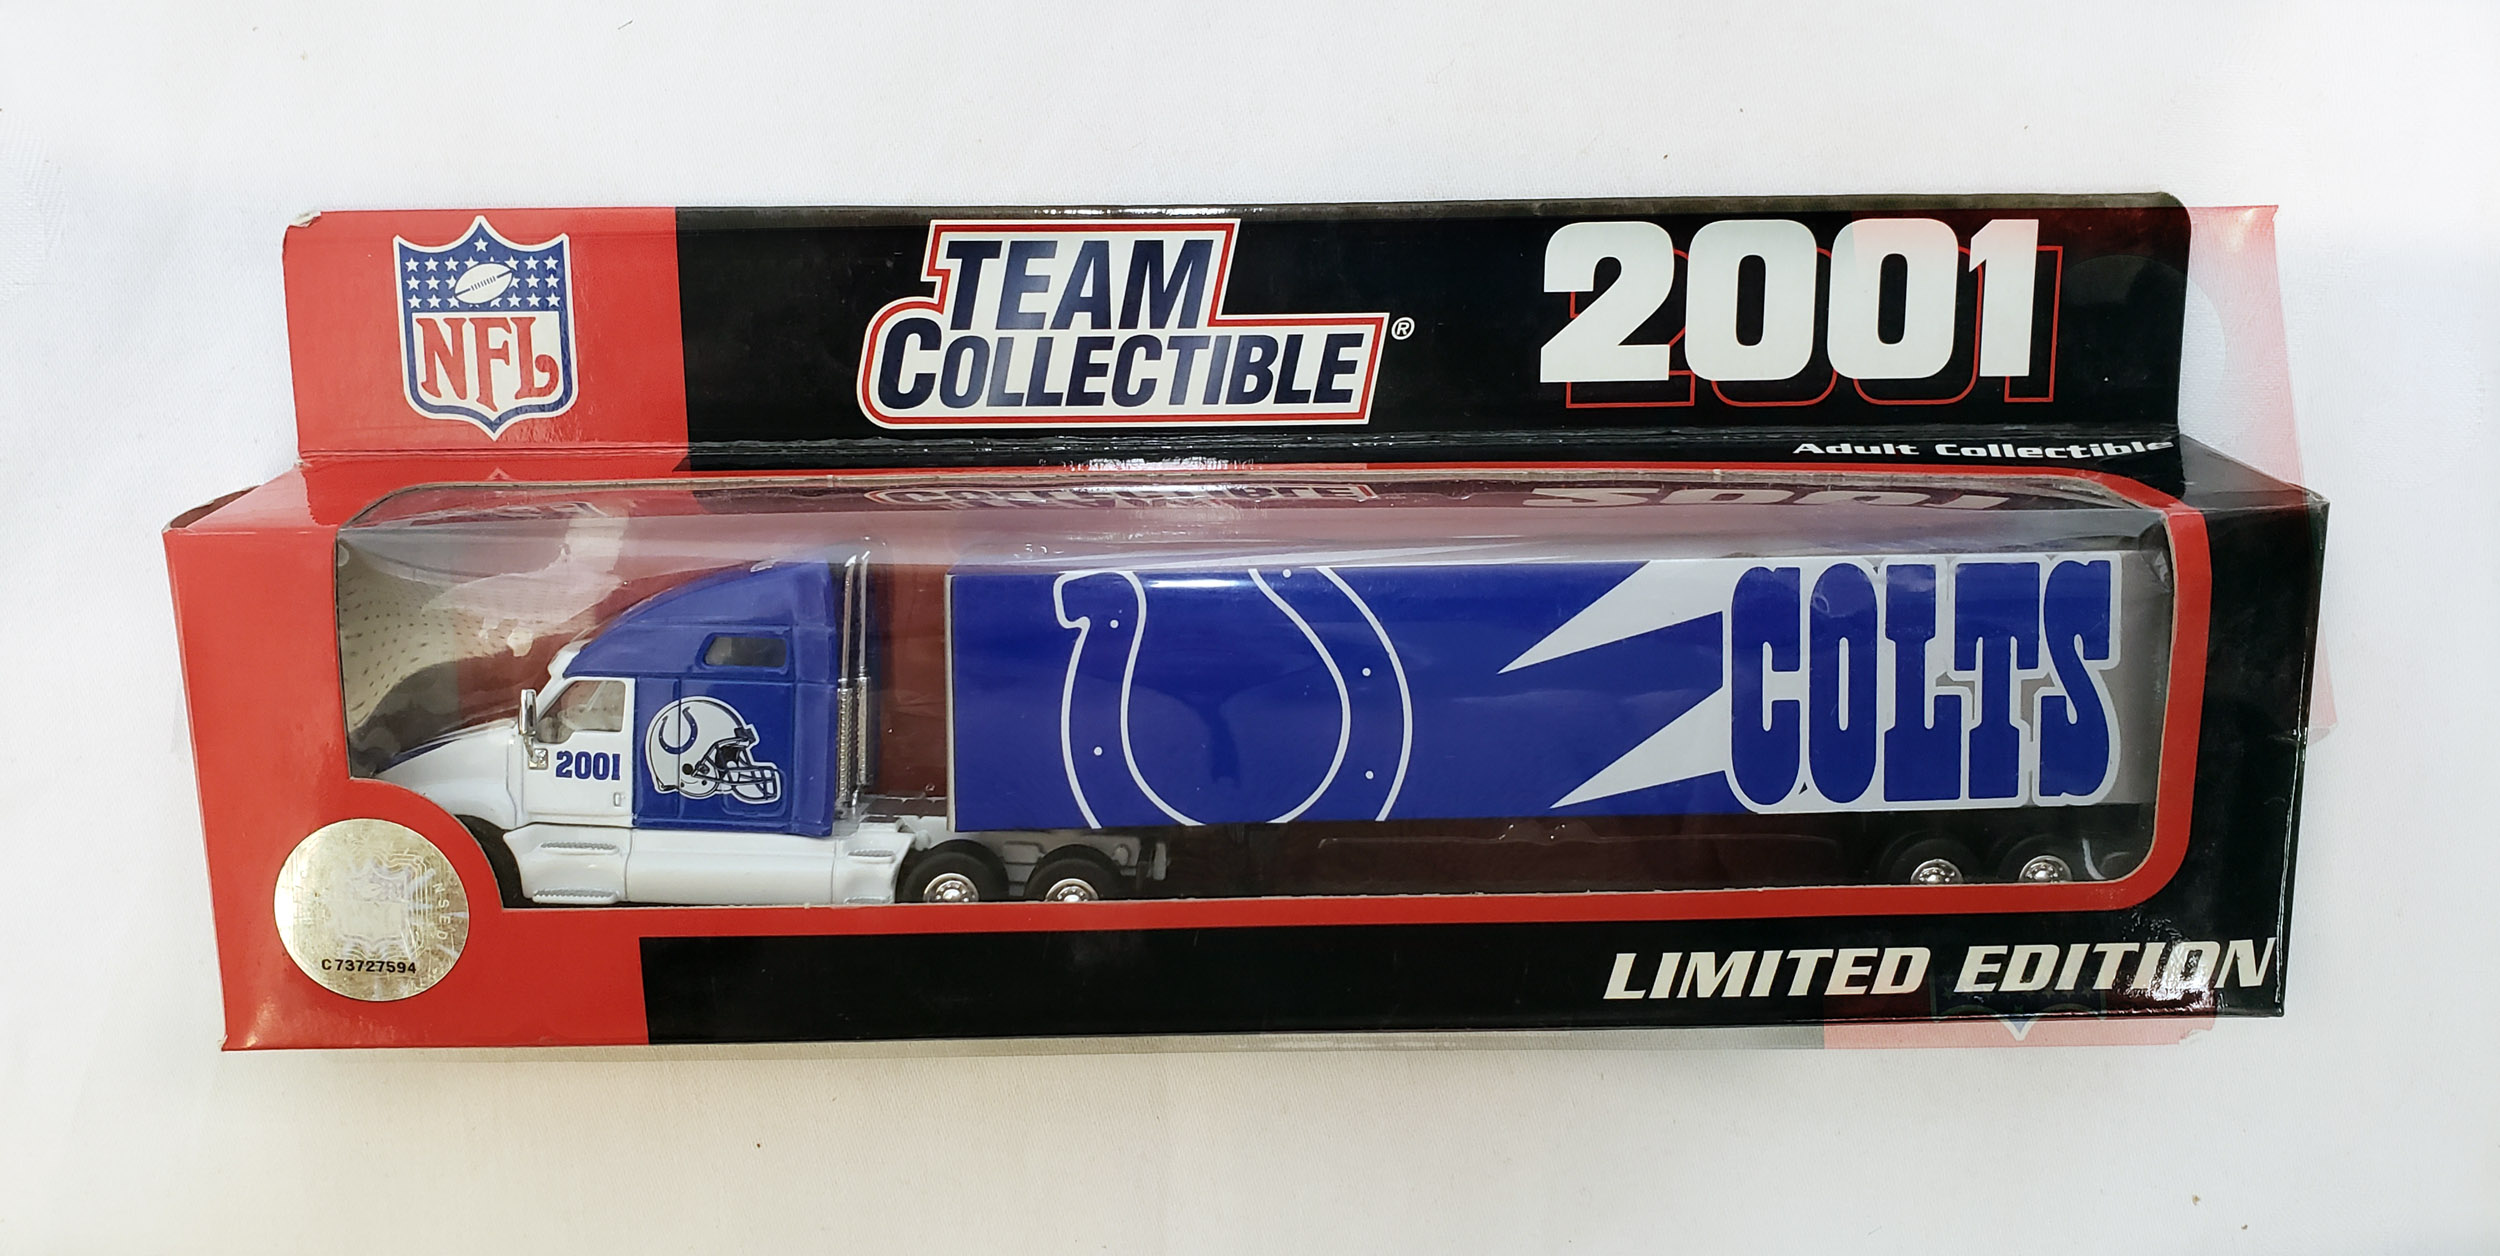 NFL
TEAM
COLLECTIBLE®
2001
Adult Collectible
2001
COLTS
C73727594
LIMITED EDITION